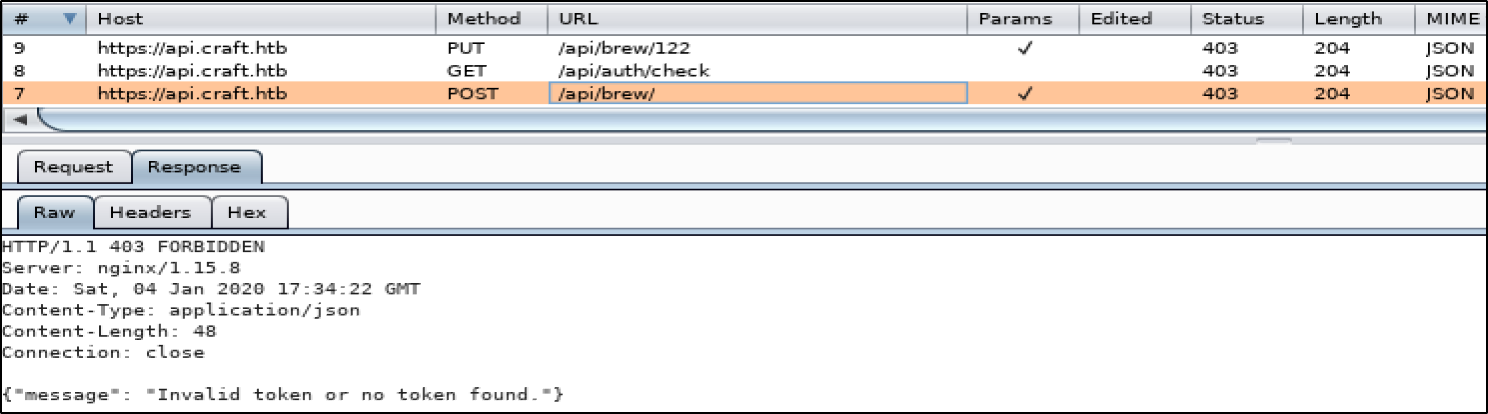 # Host Method URL Params Edited Status Length MIME
9 https://api.craft.htb PUT /api/brew/122 ✓ 403 204 JSON
8 https://api.craft.htb GET /api/auth/check 403 204 JSON
7 https://api.craft.htb POST /api/brew/ ✓ 403 204 JSON
Request Response
Raw Headers Hex
HTTP/1.1 403 FORBIDDEN
Server: nginx/1.15.8
Date: Sat, 04 Jan 2020 17:34:22 GMT
Content-Type: application/json
Content-Length: 48
Connection: close
{"message": "Invalid token or no token found."}